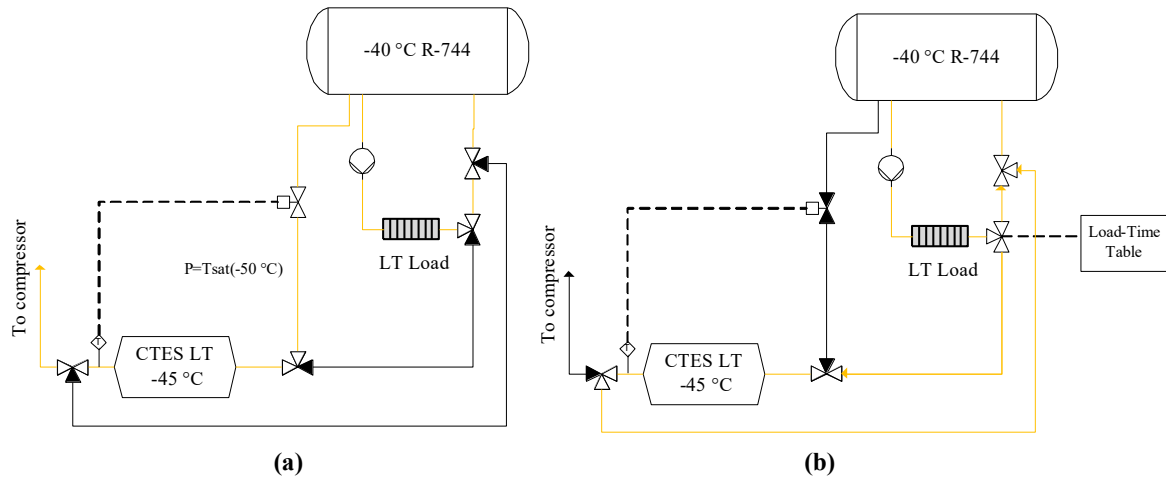 -40 °C R-744
LT Load
P=Tsat(-50 °C)
To compressor
CTES LT
-45 °C
(a)
-40 °C R-744
Load-Time
Table
LT Load
To compressor
CTES LT
-45 °C
(b)